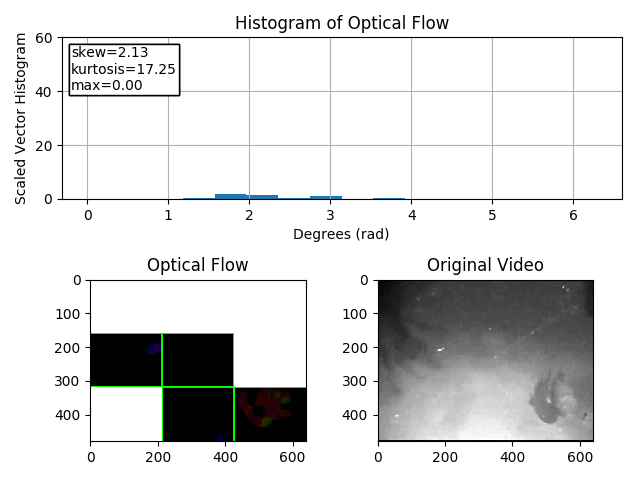 Histogram of Optical Flow
Scaled Vector Histogram
60
40
20
0
skew=2.13
kurtosis=17.25
max=0.00
0 1 2 3 4 5 6
Degrees (rad)
Optical Flow
0
100
200
300
400
0 200 400 600
Original Video
0
100
200
300
400
0 200 400 600